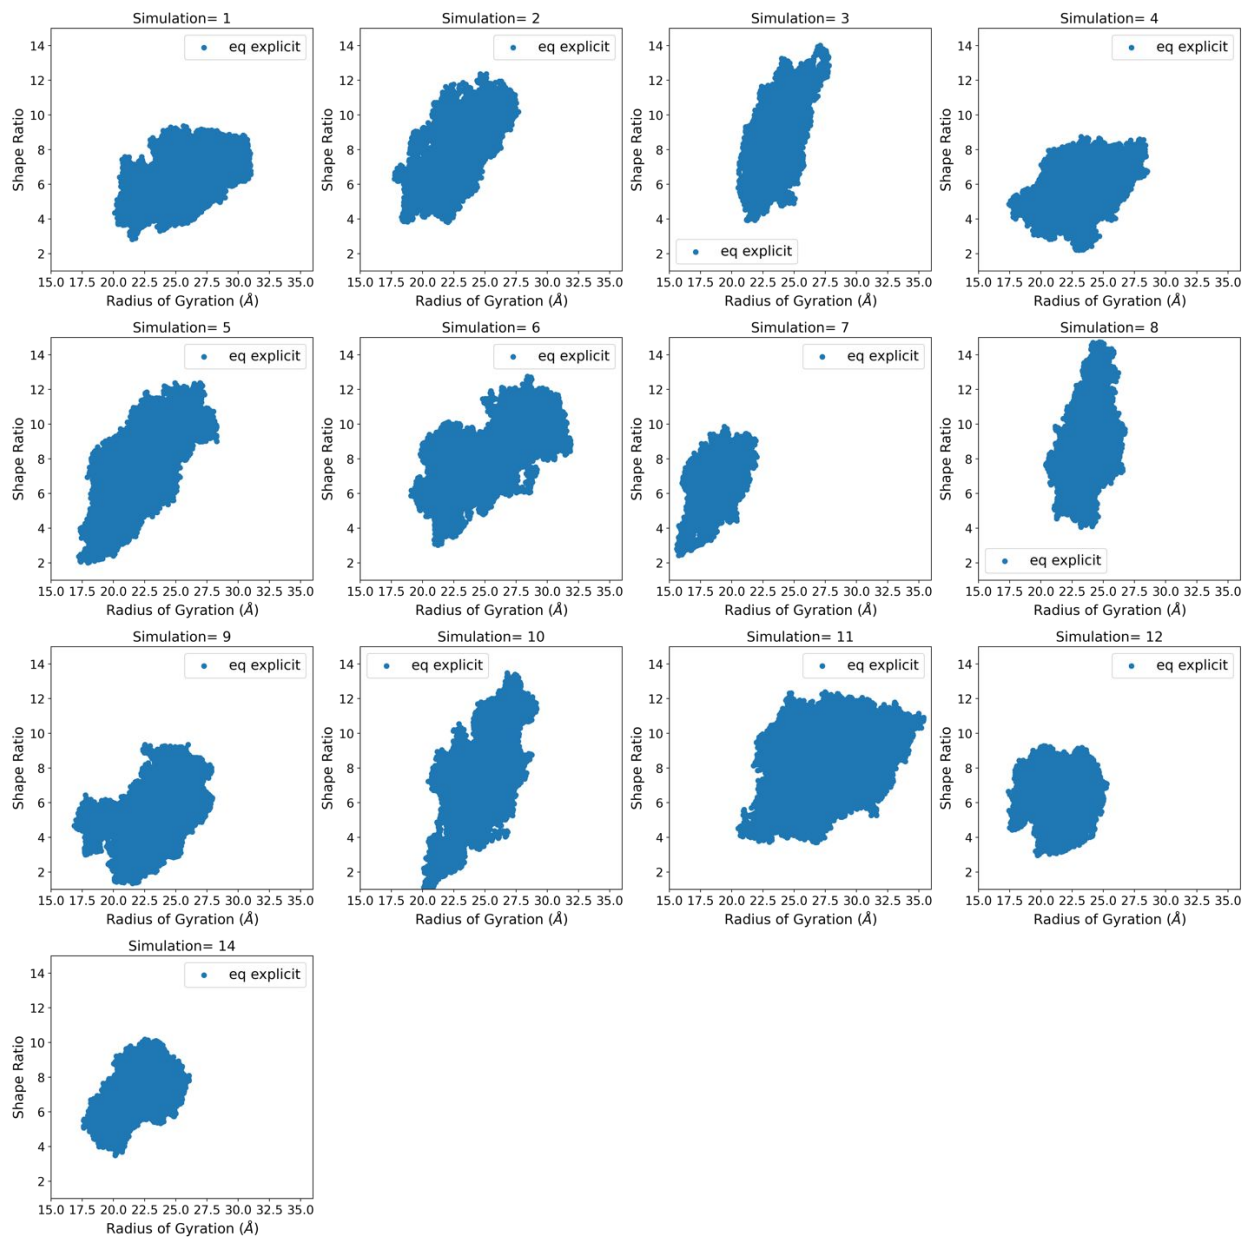 Simulation= 1
eq explicit
14
12
10
8
6
4
2
Shape Ratio
15.0 17.5 20.0 22.5 25.0 27.5 30.0 32.5 35.0
Radius of Gyration (Å)
Simulation= 2
eq explicit
14
12
10
8
6
4
2
Shape Ratio
15.0 17.5 20.0 22.5 25.0 27.5 30.0 32.5 35.0
Radius of Gyration (Å)
Simulation= 3
14
12
10
8
6
4
2
Shape Ratio
eq explicit
15.0 17.5 20.0 22.5 25.0 27.5 30.0 32.5 35.0
Radius of Gyration (Å)
Simulation= 4
eq explicit
14
12
10
8
6
4
2
Shape Ratio
15.0 17.5 20.0 22.5 25.0 27.5 30.0 32.5 35.0
Radius of Gyration (Å)
Simulation= 5
eq explicit
14
12
10
8
6
4
2
Shape Ratio
15.0 17.5 20.0 22.5 25.0 27.5 30.0 32.5 35.0
Radius of Gyration (Å)
Simulation= 6
eq explicit
14
12
10
8
6
4
2
Shape Ratio
15.0 17.5 20.0 22.5 25.0 27.5 30.0 32.5 35.0
Radius of Gyration (Å)
Simulation= 7
eq explicit
14
12
10
8
6
4
2
Shape Ratio
15.0 17.5 20.0 22.5 25.0 27.5 30.0 32.5 35.0
Radius of Gyration (Å)
Simulation= 8
14
12
10
8
6
4
2
Shape Ratio
eq explicit
15.0 17.5 20.0 22.5 25.0 27.5 30.0 32.5 35.0
Radius of Gyration (Å)
Simulation= 9
eq explicit
14
12
10
8
6
4
2
Shape Ratio
15.0 17.5 20.0 22.5 25.0 27.5 30.0 32.5 35.0
Radius of Gyration (Å)
Simulation= 10
eq explicit
14
12
10
8
6
4
2
Shape Ratio
15.0 17.5 20.0 22.5 25.0 27.5 30.0 32.5 35.0
Radius of Gyration (Å)
Simulation= 11
eq explicit
14
12
10
8
6
4
2
Shape Ratio
15.0 17.5 20.0 22.5 25.0 27.5 30.0 32.5 35.0
Radius of Gyration (Å)
Simulation= 12
eq explicit
14
12
10
8
6
4
2
Shape Ratio
15.0 17.5 20.0 22.5 25.0 27.5 30.0 32.5 35.0
Radius of Gyration (Å)
Simulation= 14
eq explicit
14
12
10
8
6
4
2
Shape Ratio
15.0 17.5 20.0 22.5 25.0 27.5 30.0 32.5 35.0
Radius of Gyration (Å)